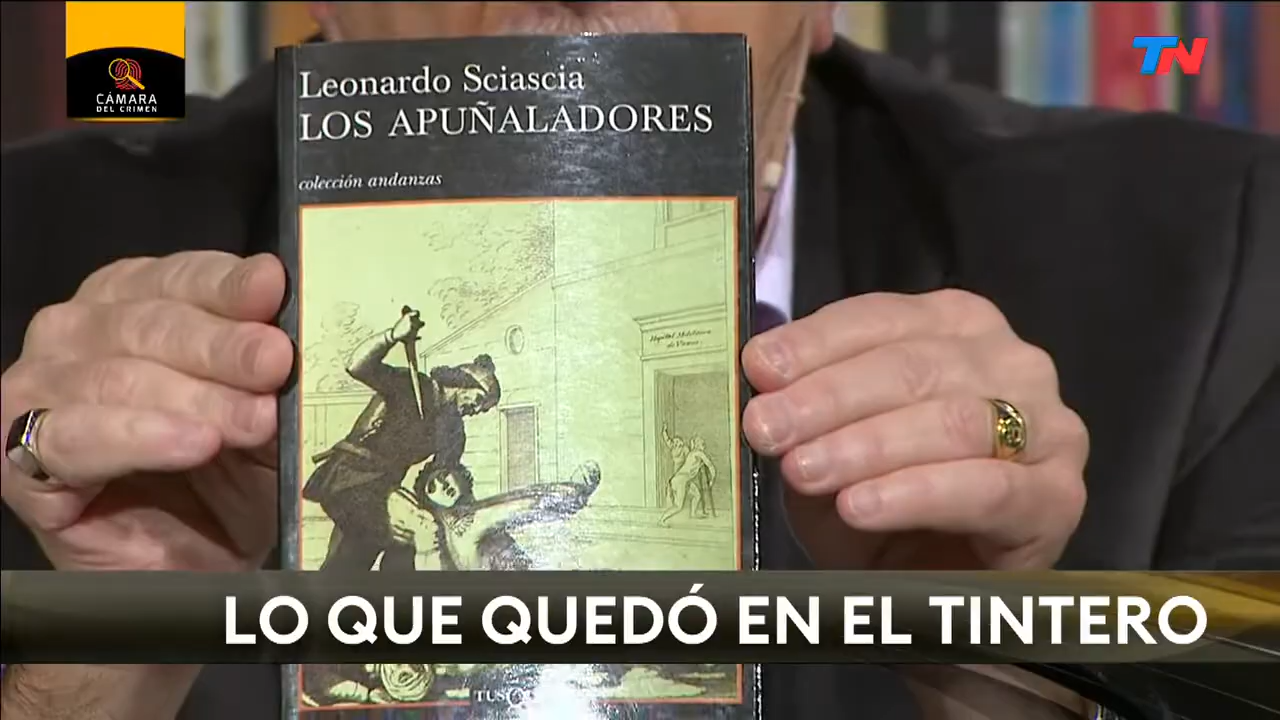 CÁMARA
DEL CRIMEN
TN
Leonardo Sciascia
LOS APUÑALADORES
colección andanzas
LO QUE QUEDÓ EN EL TINTERO